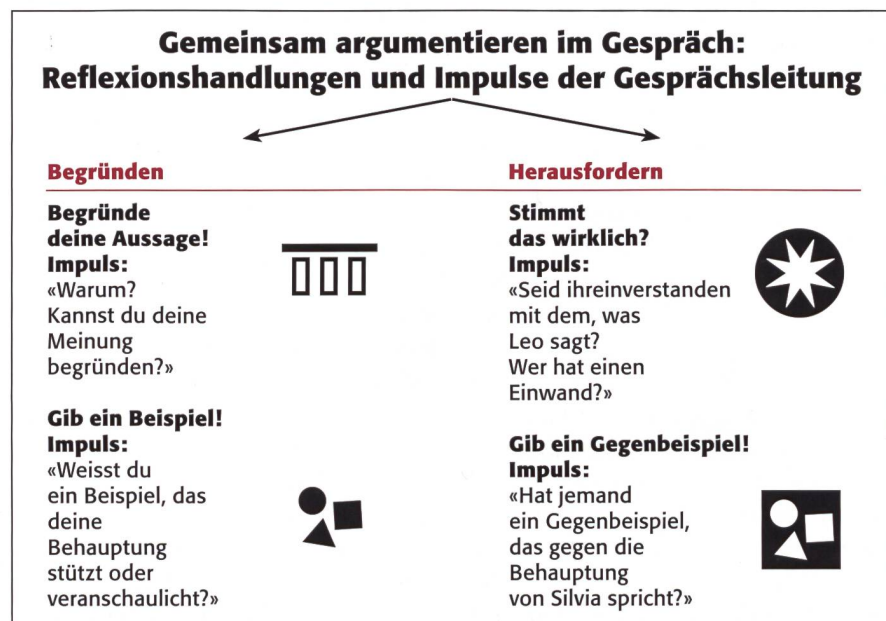 Gemeinsam argumentieren im Gespräch:
Reflexionshandlungen und Impulse der Gesprächsleitung
Begründen
Begründe
deine Aussage!
Impuls:
«Warum?
Kannst du deine
Meinung
begründen?»
Gib ein Beispiel!
Impuls:
«Weisst du
ein Beispiel, das
deine
Behauptung
stützt oder
veranschaulicht?»
Herausfordern
Stimmt
das wirklich?
Impuls:
«Seid ihreinverstanden
mit dem, was
Leo sagt?
Wer hat einen
Einwand?»
Gib ein Gegenbeispiel!
Impuls:
«Hat jemand
ein Gegenbeispiel,
das gegen die
Behauptung
von Silvia spricht?»